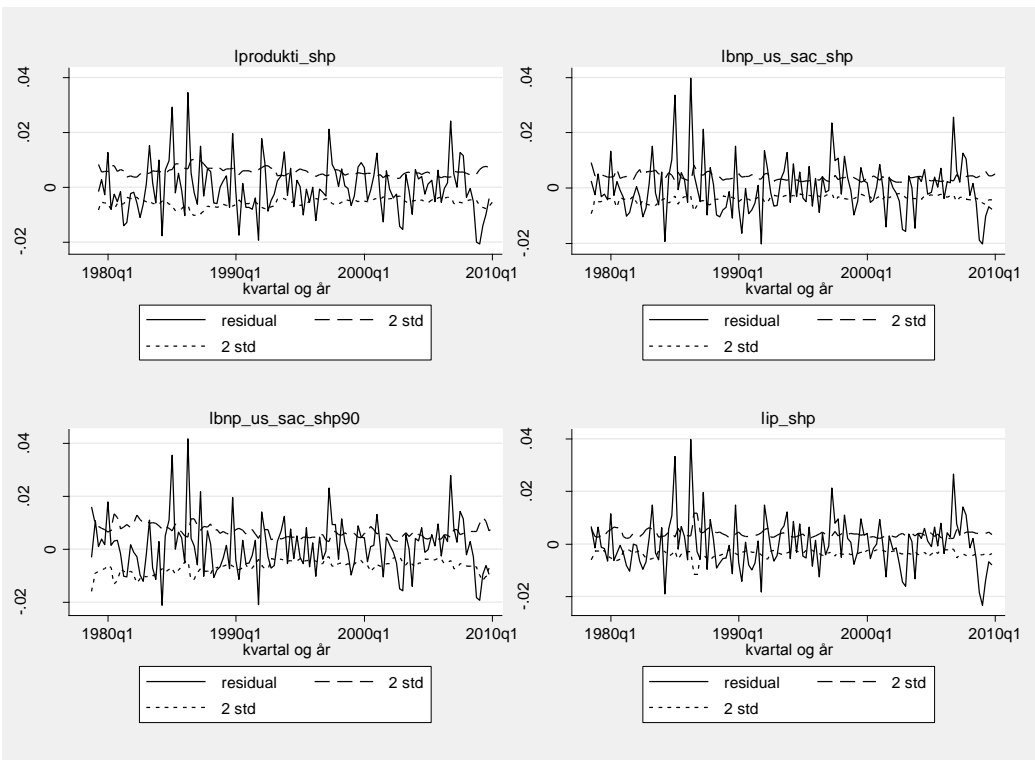 lprodukti_shp
.04
.02
0
-.02
1980q1 1990q1 2000q1 2010q1
kvartal og år
residual 2 std
2 std
lbnp_us_sac_shp
.04
.02
0
-.02
1980q1 1990q1 2000q1 2010q1
kvartal og år
residual 2 std
2 std
lbnp_us_sac_shp90
.04
.02
0
-.02
1980q1 1990q1 2000q1 2010q1
kvartal og år
residual 2 std
2 std
lip_shp
.04
.02
0
-.02
1980q1 1990q1 2000q1 2010q1
kvartal og år
residual 2 std
2 std